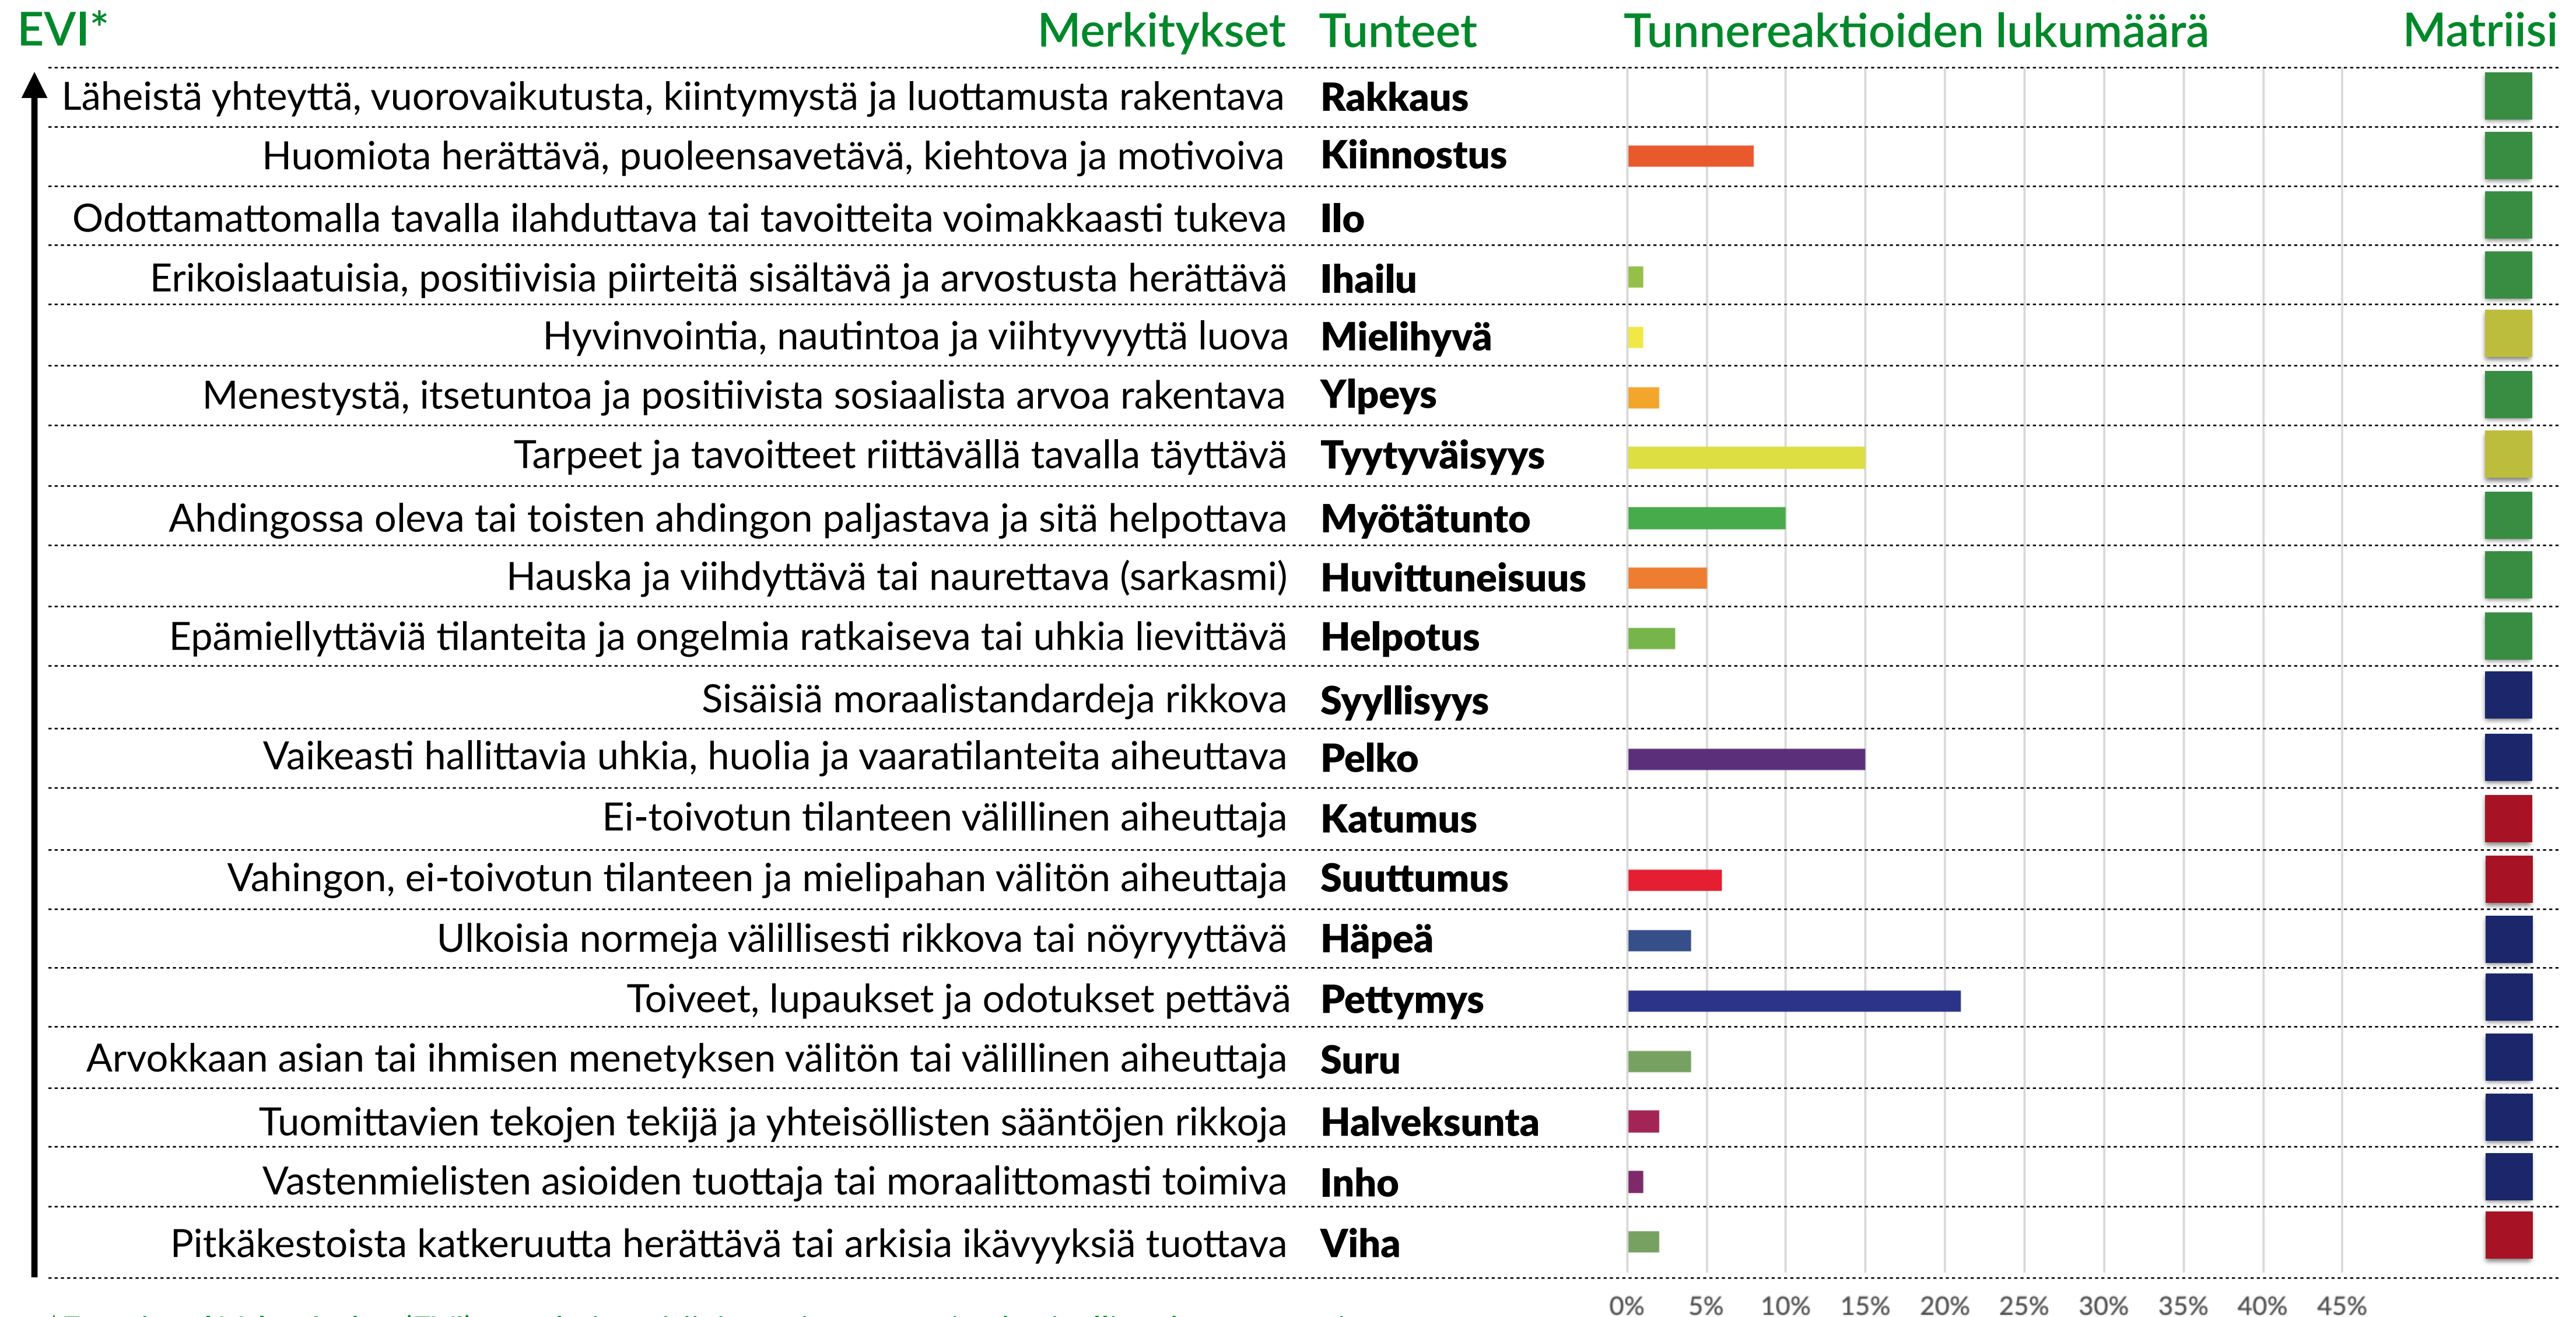 EVI* Merkitykset Tunteet Tunnereaktioiden lukumäärä Matriisi
Läheistä yhteyttä, vuorovaikutusta, kiintymystä ja luottamusta rakentava Rakkaus
Huomiota herättävä, puoleensavetävä, kiehtova ja motivoiva Kiinnostus
Odottamattomalla tavalla ilahduttava tai tavoitteita voimakkaasti tukeva Ilo
Erikoislaatuisia, positiivisia piirteitä sisältävä ja arvostusta herättävä Ihailu
Hyvinvointia, nautintoa ja viihtyvyyttä luova Mielihyvä
Menestystä, itsetuntoa ja positiivista sosiaalista arvoa rakentava Ylpeys
Tarpeet ja tavoitteet riittävällä tavalla täyttävä Tyytyväisyys
Ahdingossa oleva tai toisten ahdingon paljastava ja sitä helpottava Myötätunto
Hauska ja viihdyttävä tai naurettava (sarkasmi) Huvittuneisuus
Epämiellyttäviä tilanteita ja ongelmia ratkaiseva tai uhkia lievittävä Helpotus
Sisäisiä moraalistandardeja rikkova Syyllisyys
Vaikeasti hallittavia uhkia, huolia ja vaaratilanteita aiheuttava Pelko
Ei-toivotun tilanteen välillinen aiheuttaja Katumus
Vahingon, ei-toivotun tilanteen ja mielipahan välitön aiheuttaja Suuttumus
Ulkoisia normeja välillisesti rikkova tai nöyryyttävä Häpeä
Toiveet, lupaukset ja odotukset pettävä Pettymys
Arvokkaan asian tai ihmisen menetyksen välitön tai välillinen aiheuttaja Suru
Tuomittavien tekojen tekijä ja yhteisöllisten sääntöjen rikkoja Halveksunta
Vastenmielisten asioiden tuottaja tai moraalittomasti toimiva Inho
Pitkäkestoista katkeruutta herättävä tai arkisia ikävyyksiä tuottava Viha
0% 5% 10% 15% 20% 25% 30% 35% 40% 45%